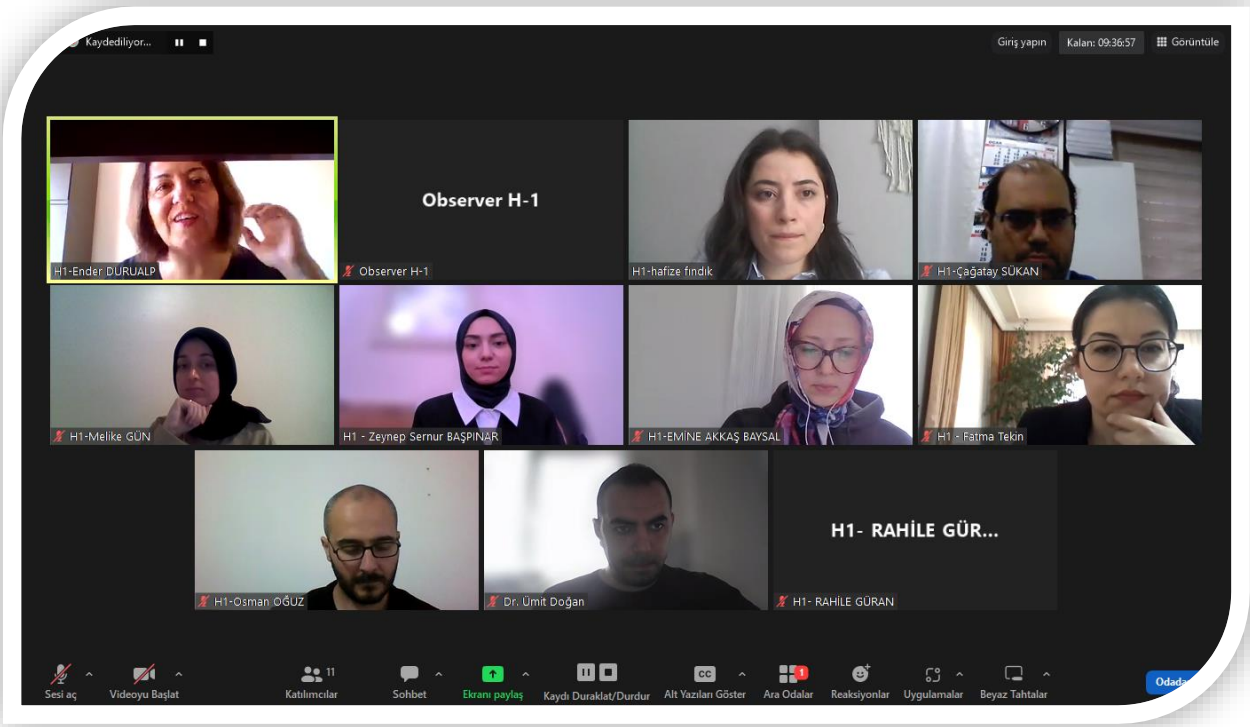 Kaydediliyor...
Giriş yapın
Kalan: 09:36:57
Görüntüle
H1-Ender DURUALP
Observer H-1
Observer H-1
H1-hafize fındık
H1-Çağatay SÜKAN
H1-Melike GÜN
H1 - Zeynep Sernur BAŞPINAR
H1-EMİNE AKKAŞ BAYSAL
H1 - Fatma Tekin
H1-Osman OĞUZ
Dr. Ümit Doğan
H1- RAHİLE GÜR...
H1- RAHİLE GÜRAN
Sesi aç
Videoyu Başlat
11
Katılımcılar
Sohbet
Ekranı paylaş
Kaydı Duraklat/Durdur
CC
Alt Yazıları Göster
1
Ara Odalar
Reaksiyonlar
Uygulamalar
Beyaz Tahtalar